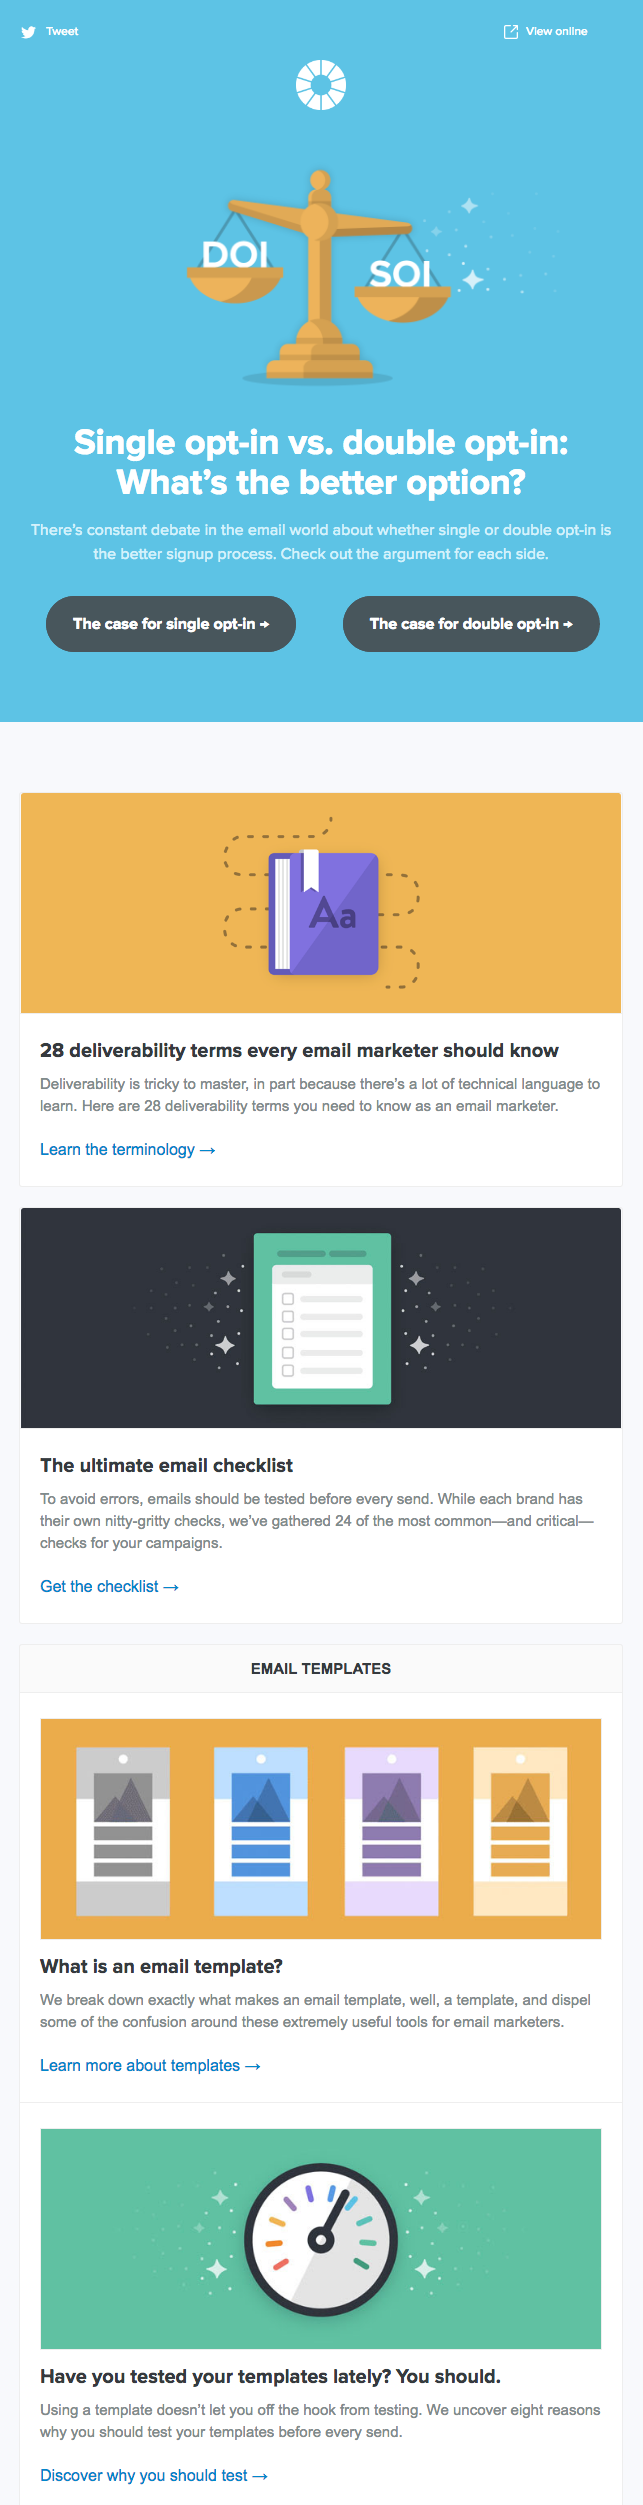 Tweet
View online
DOI
SOI
Single opt-in vs. double opt-in:
What’s the better option?
There’s constant debate in the email world about whether single or double opt-in is
the better signup process. Check out the argument for each side.
The case for single opt-in →
The case for double opt-in →
Aa
28 deliverability terms every email marketer should know
Deliverability is tricky to master, in part because there’s a lot of technical language to
learn. Here are 28 deliverability terms you need to know as an email marketer.
Learn the terminology →
The ultimate email checklist
To avoid errors, emails should be tested before every send. While each brand has
their own nitty-gritty checks, we’ve gathered 24 of the most common—and critical—
checks for your campaigns.
Get the checklist →
EMAIL TEMPLATES
What is an email template?
We break down exactly what makes an email template, well, a template, and dispel
some of the confusion around these extremely useful tools for email marketers.
Learn more about templates →
Have you tested your templates lately? You should.
Using a template doesn’t let you off the hook from testing. We uncover eight reasons
why you should test your templates before every send.
Discover why you should test →